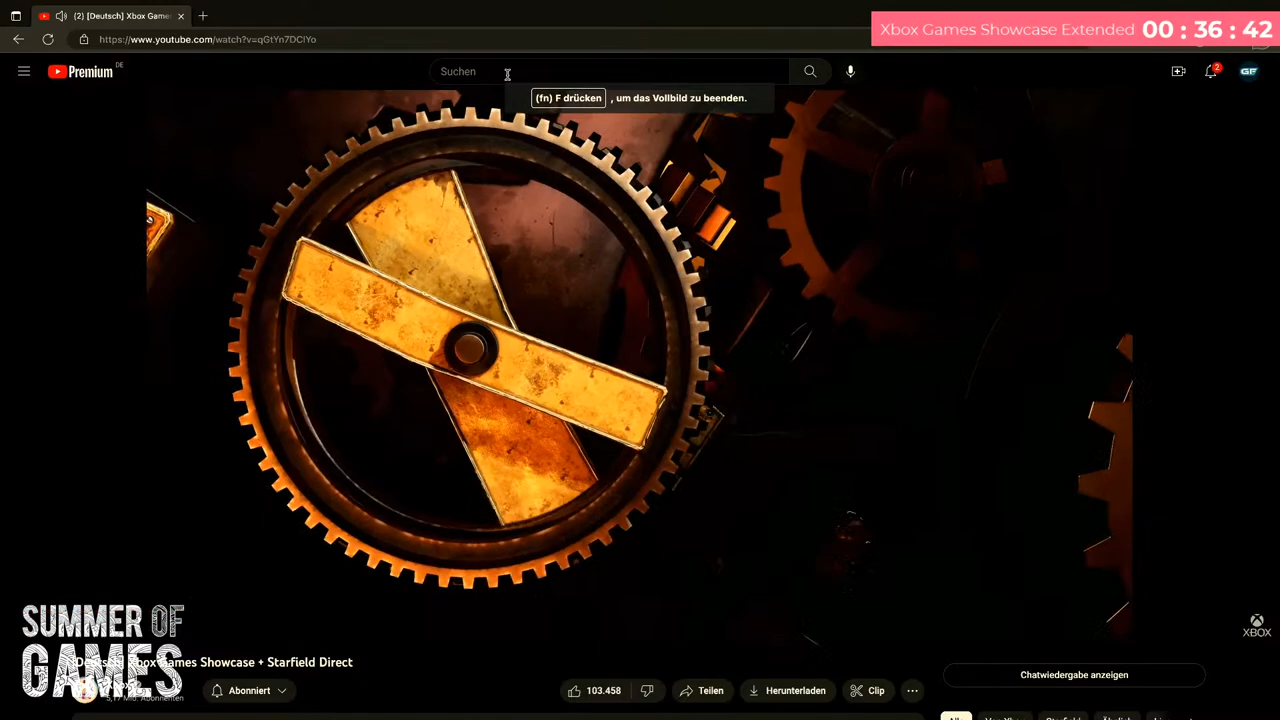 (2) [Deutsch] Xbox Game
https://www.youtube.com/watch?v=qGtYn7DClYo
Xbox Games Showcase Extended 00 : 36 : 42
Premium DE
Suchen
2
GF
(fn) F drücken , um das Vollbild zu beenden.
XBOX
SUMMER OF
GAMES
Xbox Games Showcase + Starfield Direct
Abonniert
103.458
Teilen
Herunterladen
Clip
Chatwiedergabe anzeigen